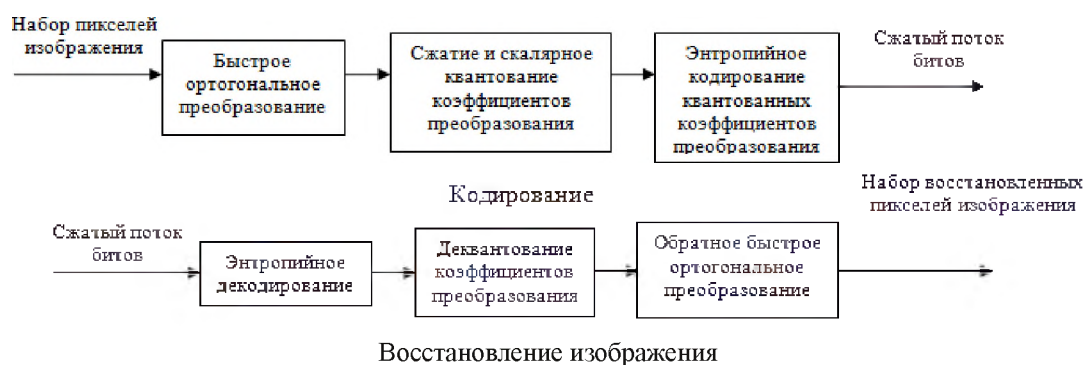 Набор пикселей
изображения
Быстрое
ортогональное
преобразование
Сжатие и скалярное
квантование
коэффициентов
преобразования
Энтропийное
кодирование
квантованных
коэффициентов
преобразования
Сжатый поток
битов
Кодирование
Набор восстановленных
пикселей изображения
Сжатый поток
битов
Энтропийное
декодирование
Деквантование
коэффициентов
преобразования
Обратное быстрое
ортогональное
преобразование
Восстановление изображения